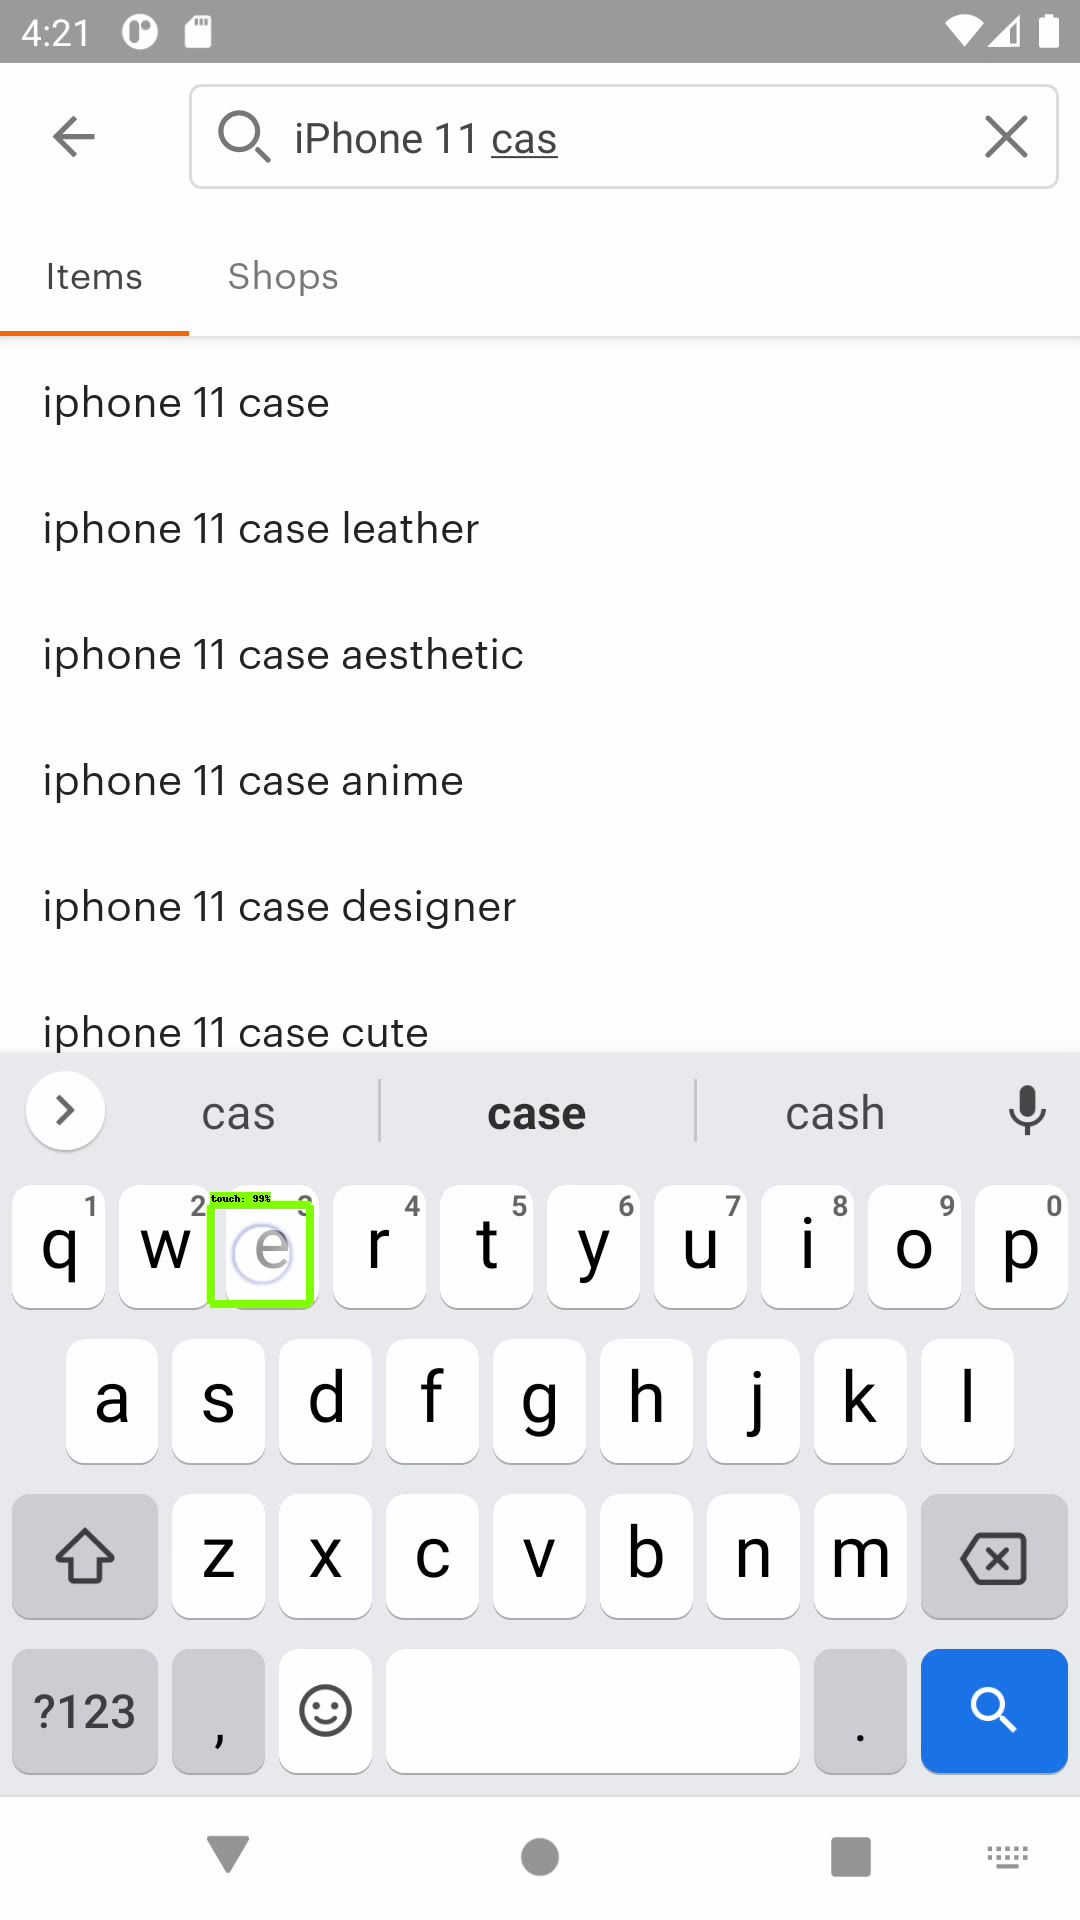 4:21
iPhone 11 cas
Items Shops
iphone 11 case
iphone 11 case leather
iphone 11 case aesthetic
iphone 11 case anime
iphone 11 case designer
iphone 11 case cute
cas case cash
touch: 99%
1 2 3 4 5 6 7 8 9 0
q w e r t y u i o p
a s d f g h j k l
z x c v b n m
?123 , .